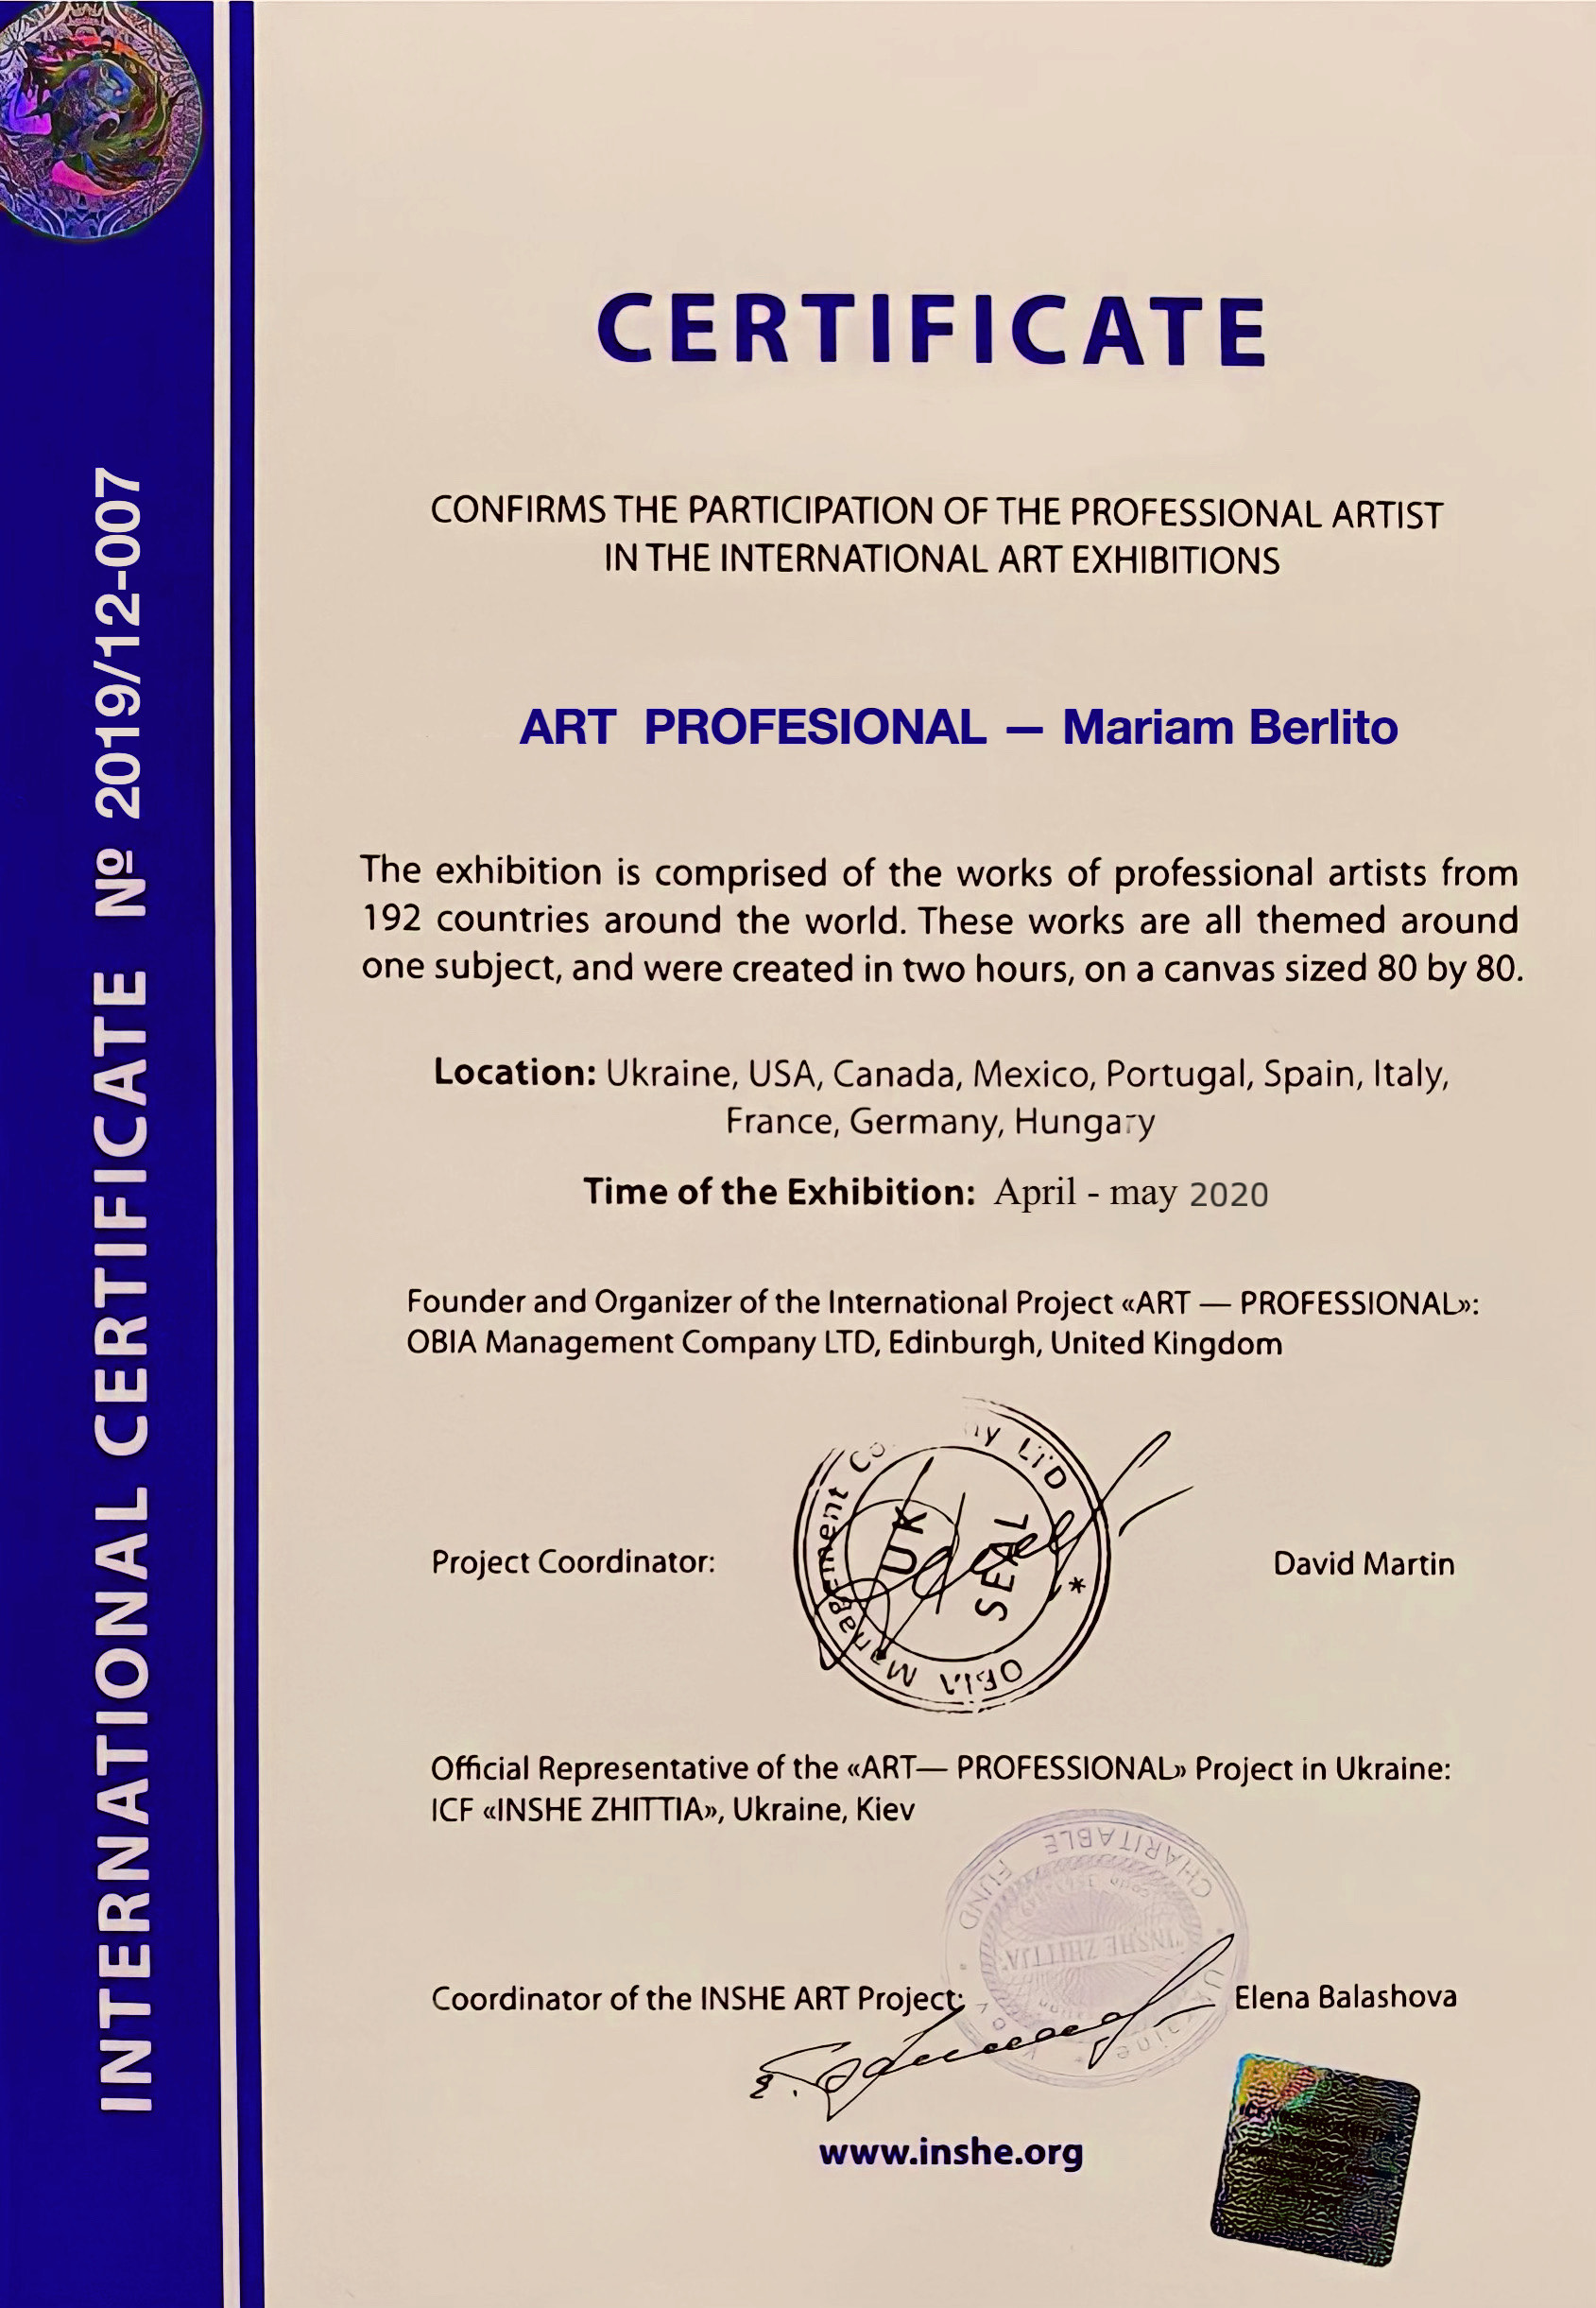 INTERNATIONAL CERTIFICATE № 2019/12-007
CERTIFICATE
CONFIRMS THE PARTICIPATION OF THE PROFESSIONAL ARTIST
IN THE INTERNATIONAL ART EXHIBITIONS
ART PROFESIONAL — Mariam Berlito
The exhibition is comprised of the works of professional artists from
192 countries around the world. These works are all themed around
one subject, and were created in two hours, on a canvas sized 80 by 80.
Location: Ukraine, USA, Canada, Mexico, Portugal, Spain, Italy,
France, Germany, Hungary
Time of the Exhibition: April - may 2020
Founder and Organizer of the International Project «ART — PROFESSIONAL»:
OBIA Management Company LTD, Edinburgh, United Kingdom
OBIA Management LTD *
UK
SEAL
Project Coordinator:
David Martin
Official Representative of the «ART— PROFESSIONAL» Project in Ukraine:
ICF «INSHE ZHITTIA», Ukraine, Kiev
CHARITABLE FUND
"INSHE ZHITTJA"
Ukraine
Coordinator of the INSHE ART Project:
Elena Balashova
www.inshe.org